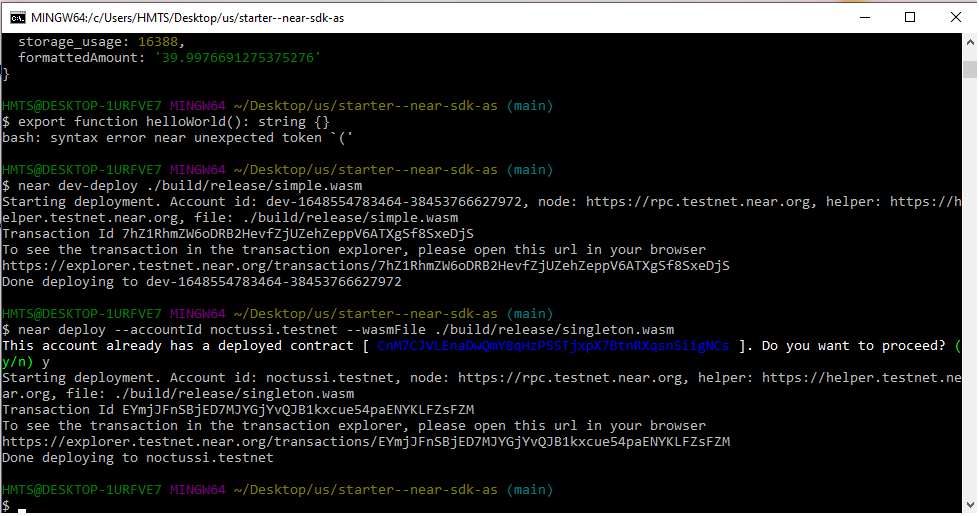 MINGW64:/c/Users/HMTS/Desktop/us/starter--near-sdk-as
storage_usage: 16388,
formattedAmount: '39.9976691275375276'
}
HMTS@DESKTOP-1URFVE7 MINGW64 ~/Desktop/us/starter--near-sdk-as (main)
$ export function helloWorld(): string {}
bash: syntax error near unexpected token `('
HMTS@DESKTOP-1URFVE7 MINGW64 ~/Desktop/us/starter--near-sdk-as (main)
$ near dev-deploy ./build/release/simple.wasm
Starting deployment. Account id: dev-1648554783464-38453766627972, node: https://rpc.testnet.near.org, helper: https://h
elper.testnet.near.org, file: ./build/release/simple.wasm
Transaction Id 7hZ1RhmZW6oDRB2HevfZjUZehZeppV6ATXgSf8SxeDjS
To see the transaction in the transaction explorer, please open this url in your browser
https://explorer.testnet.near.org/transactions/7hZ1RhmZW6oDRB2HevfZjUZehZeppV6ATXgSf8SxeDjS
Done deploying to dev-1648554783464-38453766627972
HMTS@DESKTOP-1URFVE7 MINGW64 ~/Desktop/us/starter--near-sdk-as (main)
$ near deploy --accountId noctussi.testnet --wasmFile ./build/release/singleton.wasm
This account already has a deployed contract [ CnM7CJVLEnaDwQmY8qHzPS5TjxpX7BtnRXqsnSiigNCs ]. Do you want to proceed? (
y/n) y
Starting deployment. Account id: noctussi.testnet, node: https://rpc.testnet.near.org, helper: https://helper.testnet.ne
ar.org, file: ./build/release/singleton.wasm
Transaction Id EYmjJFnSBjED7MJYGjYvQJB1kxcue54paENYKLFZsFZM
To see the transaction in the transaction explorer, please open this url in your browser
https://explorer.testnet.near.org/transactions/EYmjJFnSBjED7MJYGjYvQJB1kxcue54paENYKLFZsFZM
Done deploying to noctussi.testnet
HMTS@DESKTOP-1URFVE7 MINGW64 ~/Desktop/us/starter--near-sdk-as (main)
$